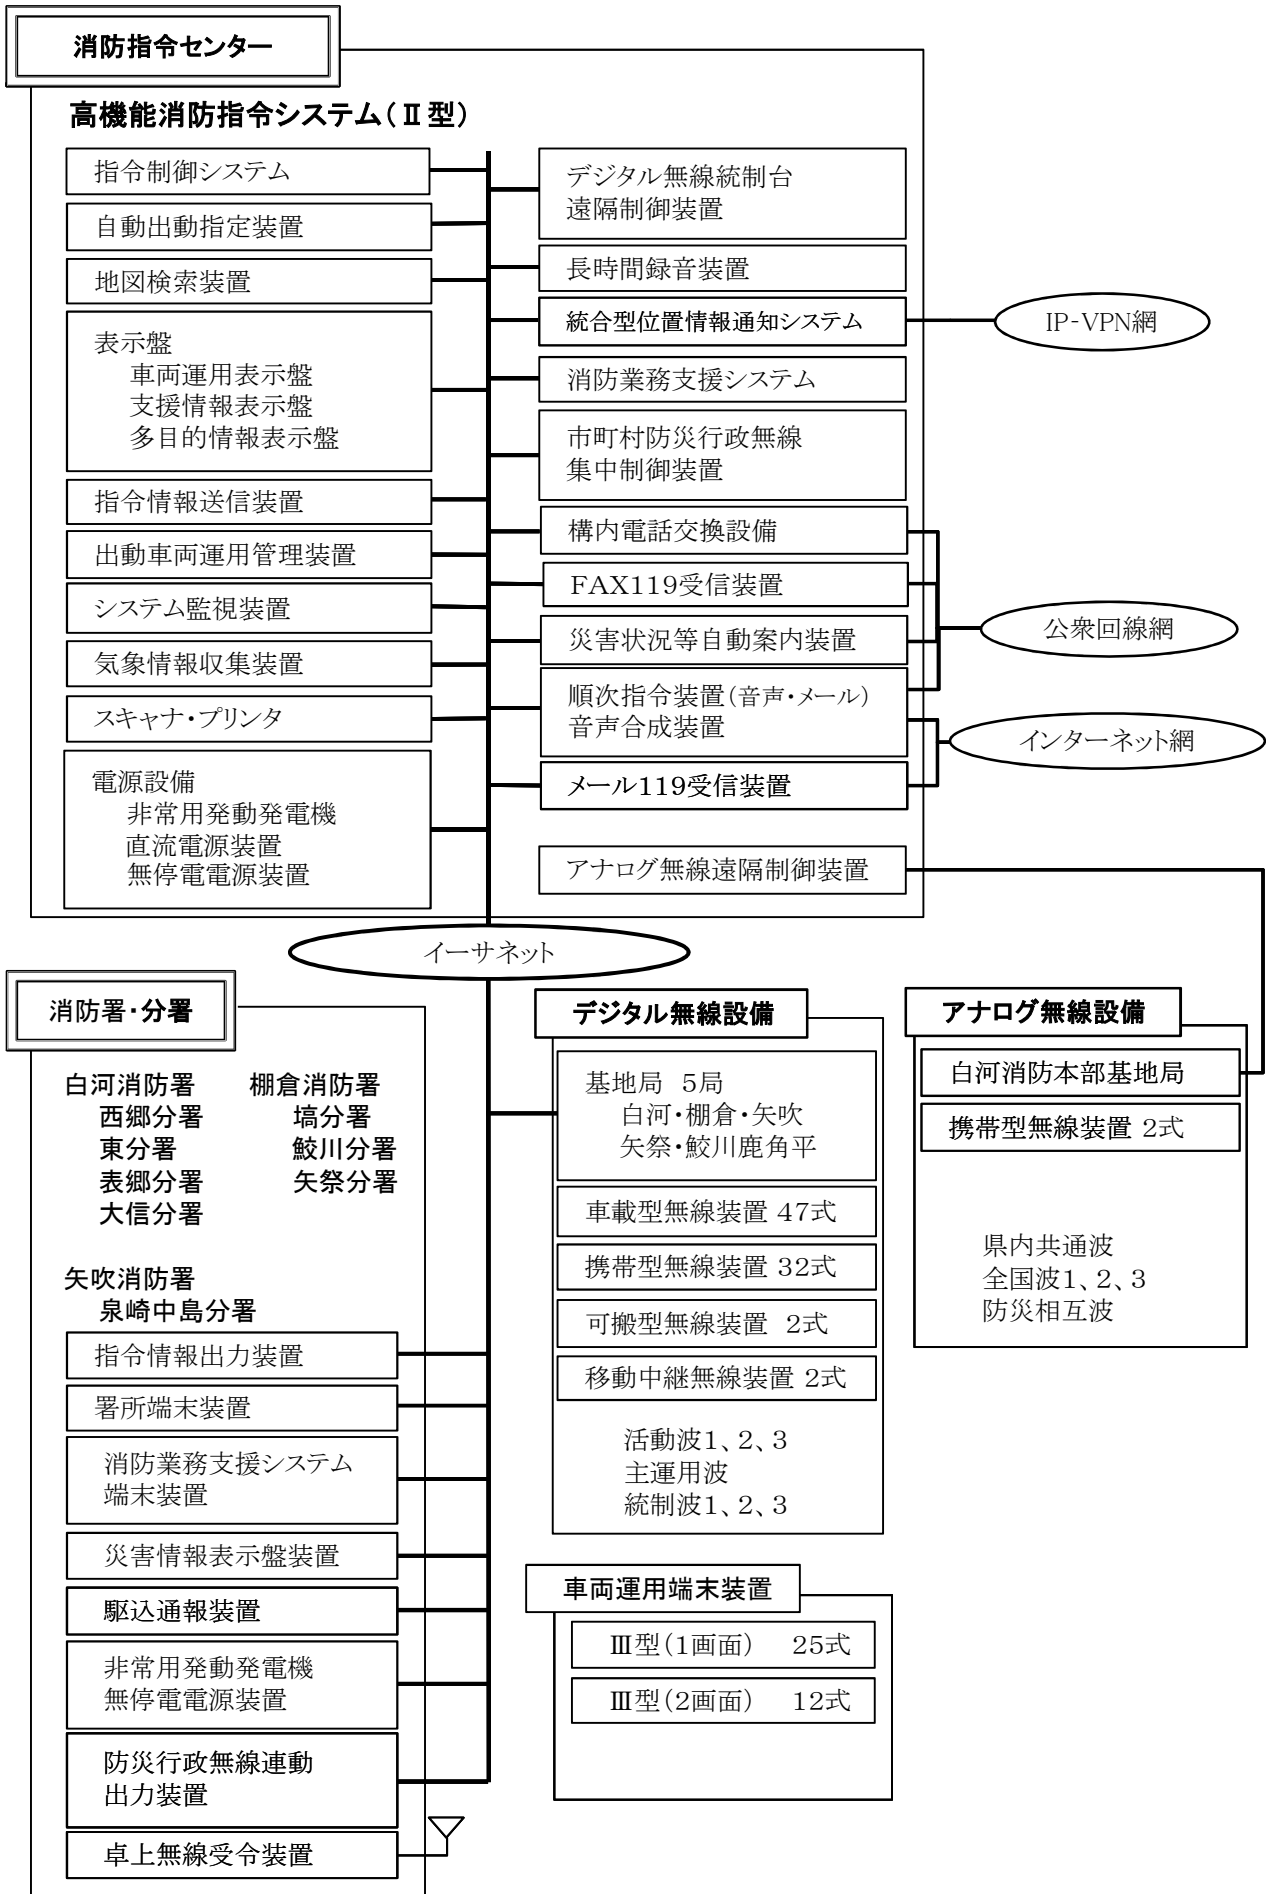 消防指令センター
高機能消防指令システム(Ⅱ型)
指令制御システム
自動出動指定装置
地図検索装置
表示盤
車両運用表示盤
支援情報表示盤
多目的情報表示盤
指令情報送信装置
出動車両運用管理装置
システム監視装置
気象情報収集装置
スキャナ・プリンタ
電源設備
非常用発動発電機
直流電源装置
無停電電源装置
デジタル無線統制台
遠隔制御装置
長時間録音装置
統合型位置情報通知システム
消防業務支援システム
市町村防災行政無線
集中制御装置
構内電話交換設備
FAX119受信装置
災害状況等自動案内装置
順次指令装置(音声・メール)
音声合成装置
メール119受信装置
アナログ無線遠隔制御装置
IP-VPN網
公衆回線網
インターネット網
イーサネット
消防署・分署
白河消防署
西郷分署
東分署
表郷分署
大信分署
棚倉消防署
塙分署
鮫川分署
矢祭分署
矢吹消防署
泉崎中島分署
指令情報出力装置
署所端末装置
消防業務支援システム
端末装置
災害情報表示盤装置
駆込通報装置
非常用発動発電機
無停電電源装置
防災行政無線連動
出力装置
卓上無線受令装置
デジタル無線設備
基地局 5局
白河・棚倉・矢吹
矢祭・鮫川鹿角平
車載型無線装置 47式
携帯型無線装置 32式
可搬型無線装置 2式
移動中継無線装置 2式
活動波1、2、3
主運用波
統制波1、2、3
車両運用端末装置
Ⅲ型(1画面) 25式
Ⅲ型(2画面) 12式
アナログ無線設備
白河消防本部基地局
携帯型無線装置 2式
県内共通波
全国波1、2、3
防災相互波